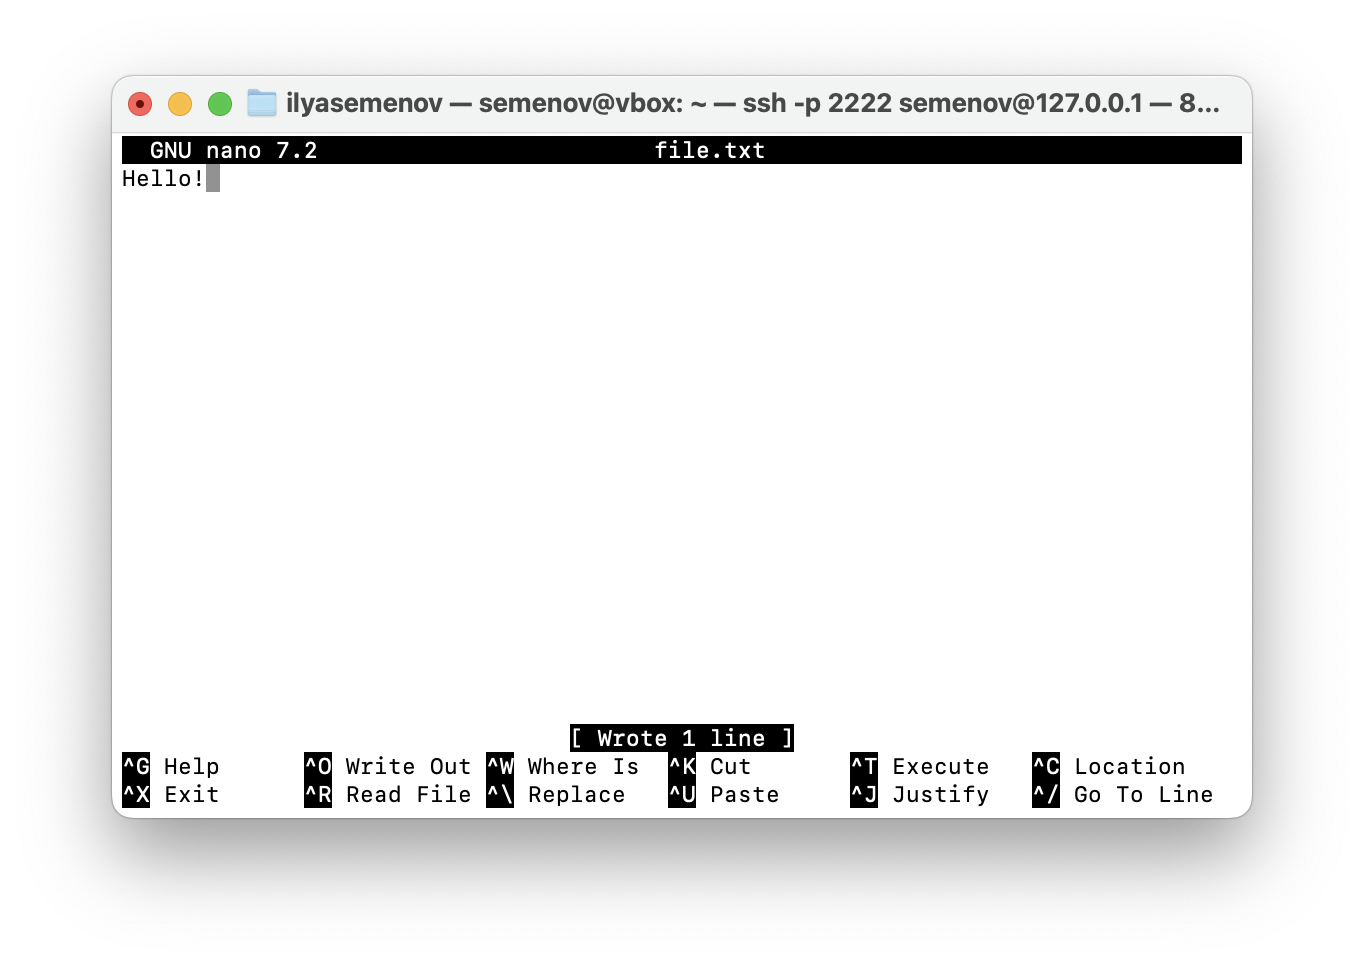 ilyasemenov — semenov@vbox: ~ — ssh -p 2222 semenov@127.0.0.1 — 8...
GNU nano 7.2 file.txt
Hello!
[ Wrote 1 line ]
^G Help ^O Write Out ^W Where Is ^K Cut ^T Execute ^C Location
^X Exit ^R Read File ^\ Replace ^U Paste ^J Justify ^/ Go To Line